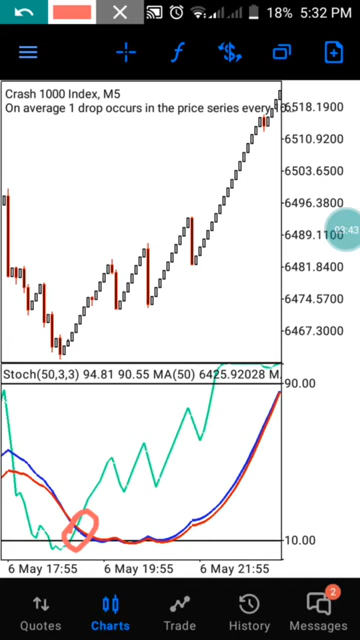 18% 5:32 PM
Crash 1000 Index, M5
On average 1 drop occurs in the price series every
6518.1900
6510.9200
6503.6500
6496.3800
6489.1100
03:43
6481.8400
6474.5700
6467.3000
Stoch(50,3,3) 94.81 90.55 MA(50) 6425.92028 M
90.00
10.00
6 May 17:55 6 May 19:55 6 May 21:55
2
Quotes Charts Trade History Messages